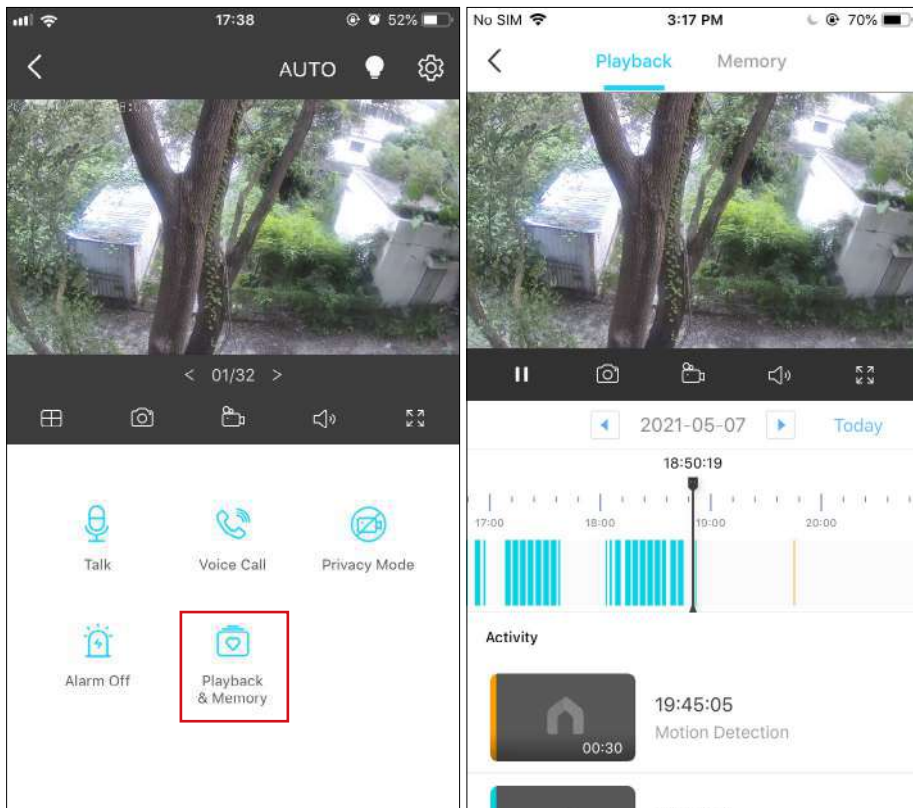 17:38
52%
AUTO
< 01/32 >
Talk
Voice Call
Privacy Mode
Alarm Off
Playback
& Memory
No SIM
3:17 PM
70%
Playback
Memory
2021-05-07
Today
18:50:19
17:00
18:00
19:00
20:00
Activity
00:30
19:45:05
Motion Detection